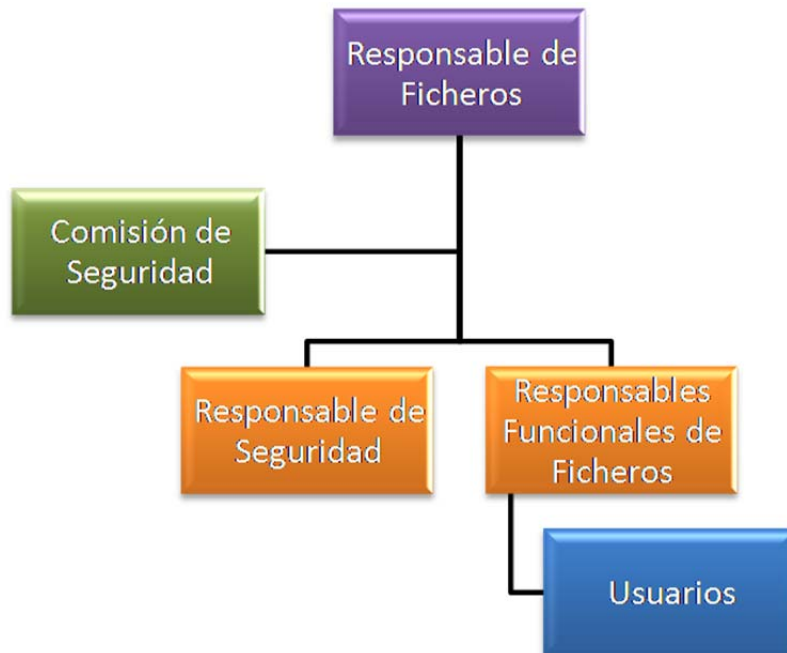 Responsable de
Ficheros
Comisión de
Seguridad
Responsable de
Seguridad
Responsables
Funcionales de
Ficheros
Usuarios